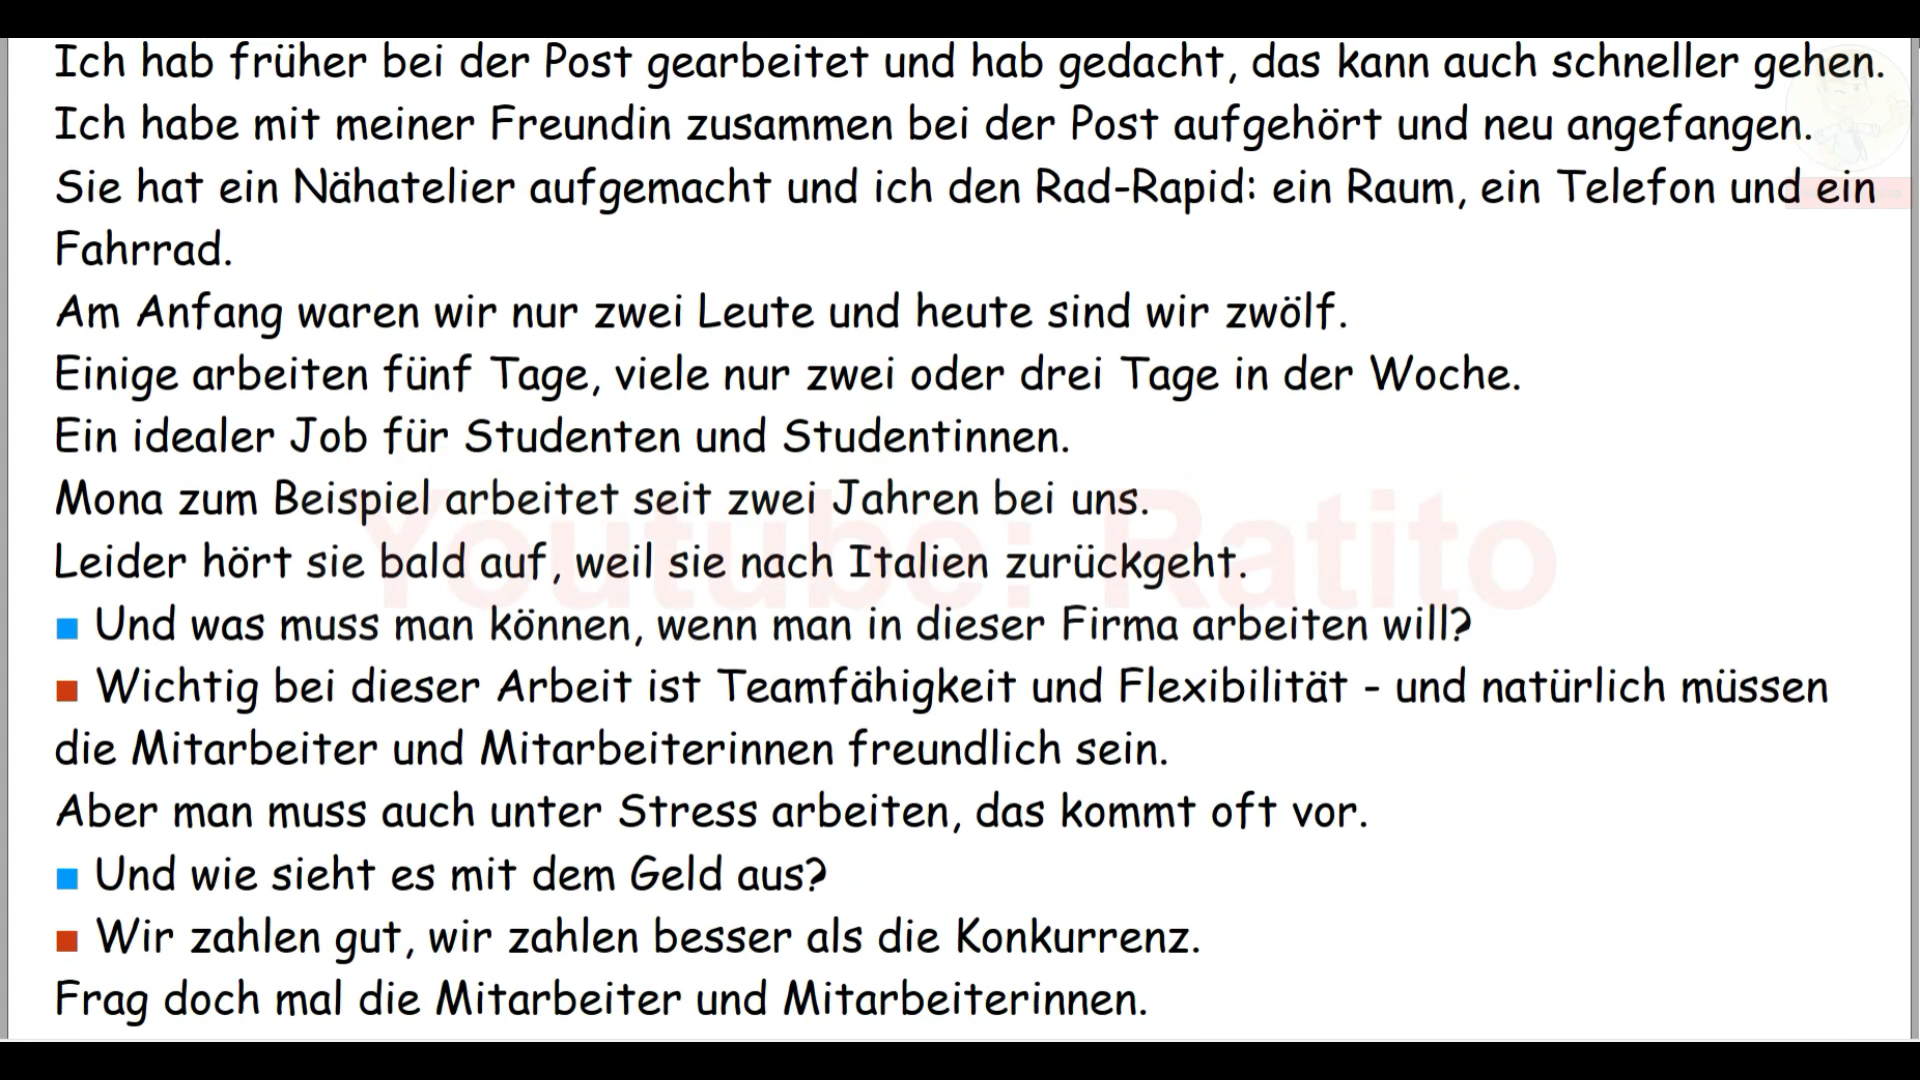 Ich hab früher bei der Post gearbeitet und hab gedacht, das kann auch schneller gehen.
Ich habe mit meiner Freundin zusammen bei der Post aufgehört und neu angefangen.
Sie hat ein Nähatelier aufgemacht und ich den Rad-Rapid: ein Raum, ein Telefon und ein
Fahrrad.
Am Anfang waren wir nur zwei Leute und heute sind wir zwölf.
Einige arbeiten fünf Tage, viele nur zwei oder drei Tage in der Woche.
Ein idealer Job für Studenten und Studentinnen.
Mona zum Beispiel arbeitet seit zwei Jahren bei uns.
Youtube: Ratito
Leider hört sie bald auf, weil sie nach Italien zurückgeht.
■ Und was muss man können, wenn man in dieser Firma arbeiten will?
■ Wichtig bei dieser Arbeit ist Teamfähigkeit und Flexibilität - und natürlich müssen
die Mitarbeiter und Mitarbeiterinnen freundlich sein.
Aber man muss auch unter Stress arbeiten, das kommt oft vor.
■ Und wie sieht es mit dem Geld aus?
■ Wir zahlen gut, wir zahlen besser als die Konkurrenz.
Frag doch mal die Mitarbeiter und Mitarbeiterinnen.